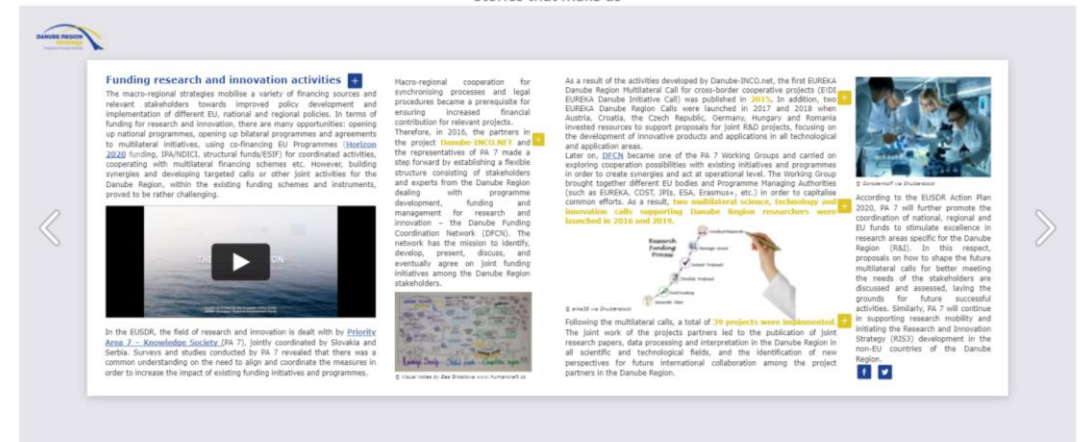 Stories that make us
DANUBE REGION
strategy
Funding research and innovation activities +
The macro-regional strategies mobilise a variety of financing sources and
relevant stakeholders towards improved policy development and
implementation of different EU, national and regional policies. In terms of
funding for research and innovation, there are many opportunities: opening
up national programmes, opening up bilateral programmes and agreements
to multilateral initiatives, using co-financing EU Programmes (Horizon
2020 funding, IPA/NDICI, structural funds/ESIF) for coordinated activities,
cooperating with multilateral financing schemes etc. However, building
synergies and developing targeted calls or other joint activities for the
Danube Region, within the existing funding schemes and instruments,
proved to be rather challenging.
In the EUSDR, the field of research and innovation is dealt with by Priority
Area 7 – Knowledge Society (PA 7), jointly coordinated by Slovakia and
Serbia. Surveys and studies conducted by PA 7 revealed that there was a
common understanding on the need to align and coordinate the measures in
order to increase the impact of existing funding initiatives and programmes.
Macro-regional cooperation for
synchronising processes and legal
procedures became a prerequisite for
ensuring increased financial
contribution for relevant projects.
Therefore, in 2016, the partners in
the project Danube-INCO.NET and +
the representatives of PA 7 made a
step forward by establishing a flexible
structure consisting of stakeholders
and experts from the Danube Region
dealing with programme
development, funding and
management for research and
innovation – the Danube Funding
Coordination Network (DFCN). The
network has the mission to identify,
develop, present, discuss, and
eventually agree on joint funding
initiatives among the Danube Region
stakeholders.
© Visual notes by Bea Broskova www.humancraft.co
As a result of the activities developed by Danube-INCO.net, the first EUREKA
Danube Region Multilateral Call for cross-border cooperative projects (E!DI
EUREKA Danube Initiative Call) was published in 2015. In addition, two +
EUREKA Danube Region Calls were launched in 2017 and 2018 when
Austria, Croatia, the Czech Republic, Germany, Hungary and Romania
invested resources to support proposals for joint R&D projects, focusing on
the development of innovative products and applications in all technological
and application areas.
Later on, DFCN became one of the PA 7 Working Groups and carried on
exploring cooperation possibilities with existing initiatives and programmes
in order to create synergies and act at operational level. The Working Group
brought together different EU bodies and Programme Managing Authorities
(such as EUREKA, COST, JPIs, ESA, Erasmus+, etc.) in order to capitalise
common efforts. As a result, two multilateral science, technology and +
innovation calls supporting Danube Region researchers were
launched in 2016 and 2019.
Research
Funding
Process
Conduct Research
Manage Grant
Submit Proposal
Develop Proposal
Find Funding
Generate Idea
Following the multilateral calls, a total of 39 projects were implemented. +
The joint work of the projects partners led to the publication of joint
research papers, data processing and interpretation in the Danube Region in
all scientific and technological fields, and the identification of new
perspectives for future international collaboration among the project
partners in the Danube Region.
© Gorodenkoff via Shutterstock
According to the EUSDR Action Plan
2020, PA 7 will further promote the
coordination of national, regional and
EU funds to stimulate excellence in
research areas specific for the Danube
Region (R&I). In this respect,
proposals on how to shape the future
multilateral calls for better meeting
the needs of the stakeholders are
discussed and assessed, laying the
grounds for future successful
activities. Similarly, PA 7 will continue
in supporting research mobility and
initiating the Research and Innovation
Strategy (RIS3) development in the
non-EU countries of the Danube
Region.